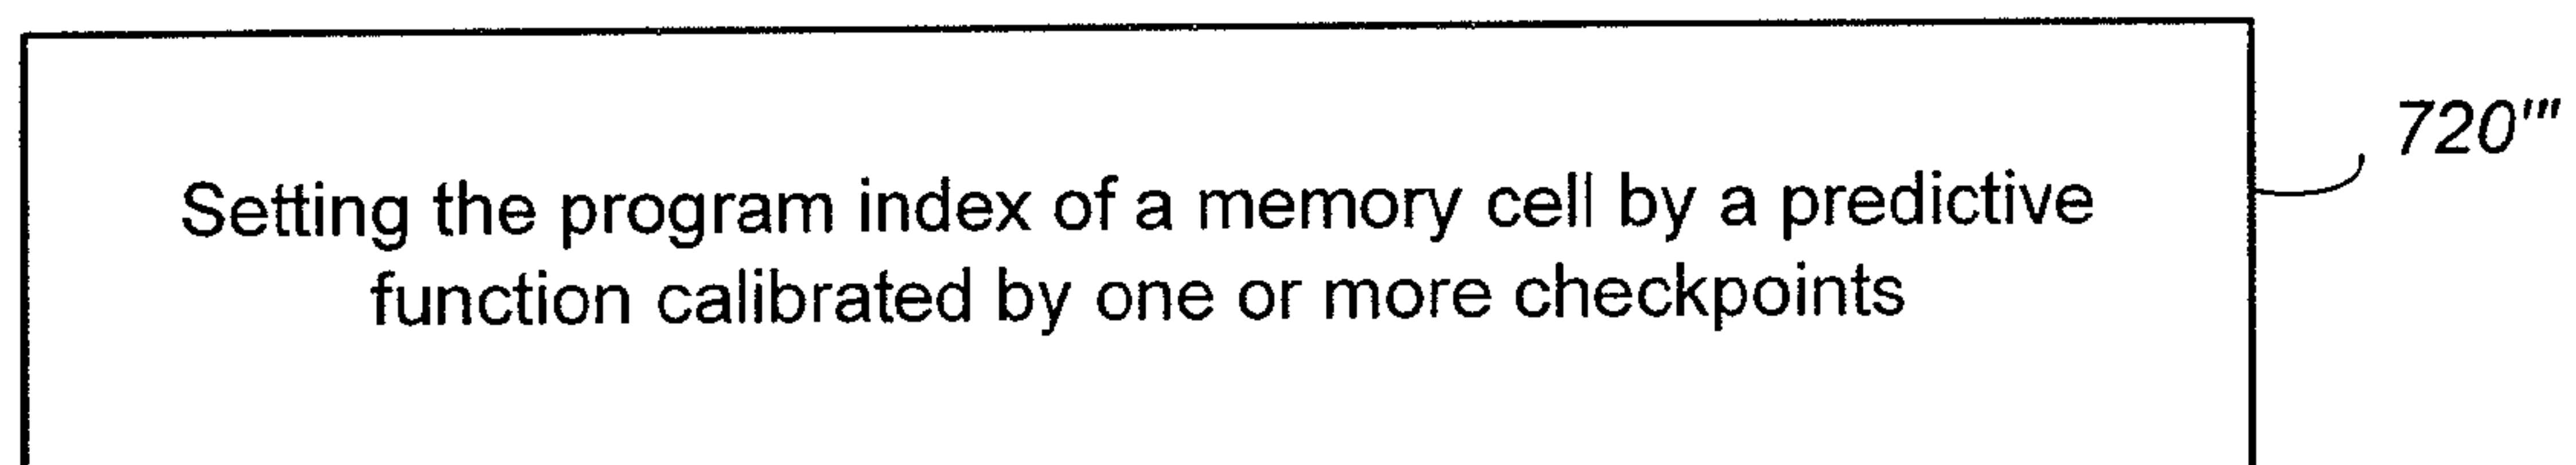 720'''
Setting the program index of a memory cell by a predictive
function calibrated by one or more checkpoints